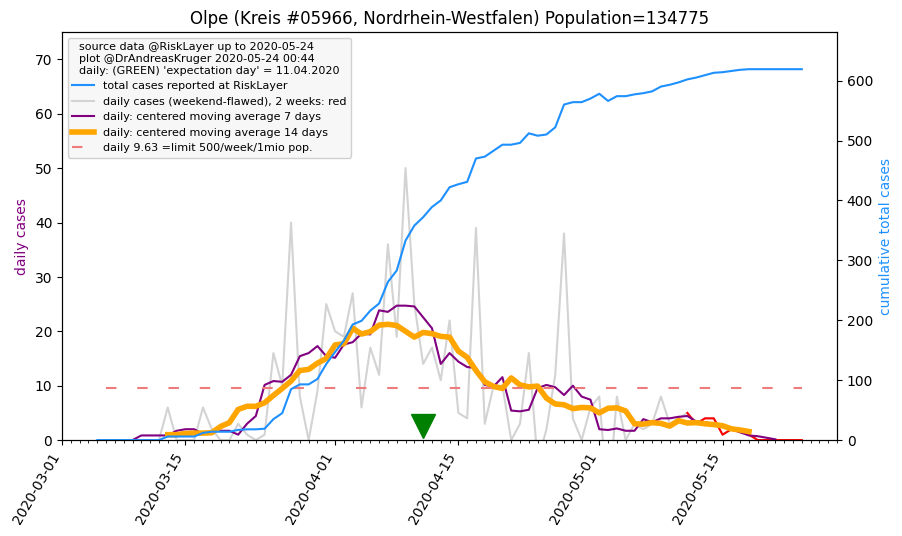 Olpe (Kreis #05966, Nordrhein-Westfalen) Population=134775
source data @RiskLayer up to 2020-05-24
plot @DrAndreasKruger 2020-05-24 00:44
daily: (GREEN) 'expectation day' = 11.04.2020
total cases reported at RiskLayer
daily cases (weekend-flawed), 2 weeks: red
daily: centered moving average 7 days
daily: centered moving average 14 days
daily 9.63 =limit 500/week/1mio pop.
daily cases
70
60
50
40
30
20
10
0
cumulative total cases
600
500
400
300
200
100
0
2020-03-01
2020-03-15
2020-04-01
2020-04-15
2020-05-01
2020-05-15